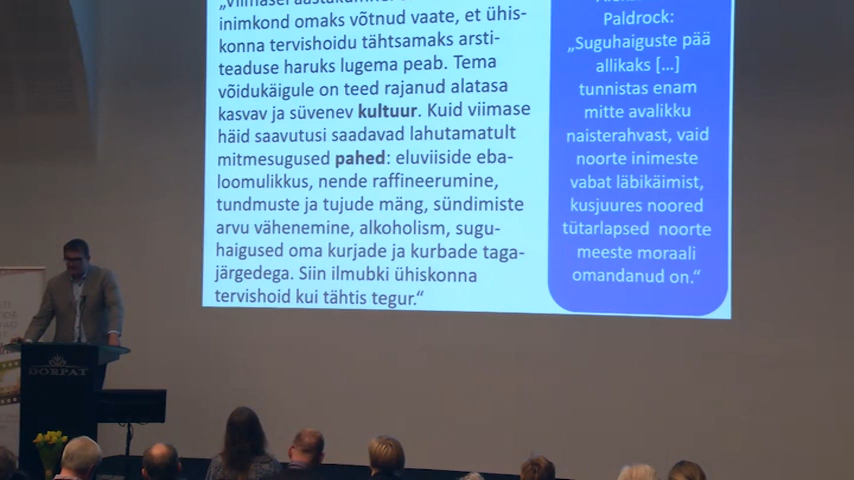 inimkond omaks võtnud vaate, et ühis-
konna tervishoidu tähtsamaks arsti-
teaduse haruks lugema peab. Tema
võidukäigule on teed rajanud alatasa
kasvav ja süvenev kultuur. Kuid viimase
häid saavutusi saadavad lahutamatult
mitmesugused pahed: eluviiside eba-
loomulikkus, nende raffineerumine,
tundmuste ja tujude mäng, sündimiste
arvu vähenemine, alkoholism, sugu-
haigused oma kurjade ja kurbade taga-
järgedega. Siin ilmubki ühiskonna
tervishoid kui tähtis tegur.“
Paldrock:
„Suguhaiguste pää
allikaks […]
tunnistas enam
mitte avalikku
naisterahvast, vaid
noorte inimeste
vabat läbikäimist,
kusjuures noored
tütarlapsed noorte
meeste moraali
omandanud on.“
DORPAT